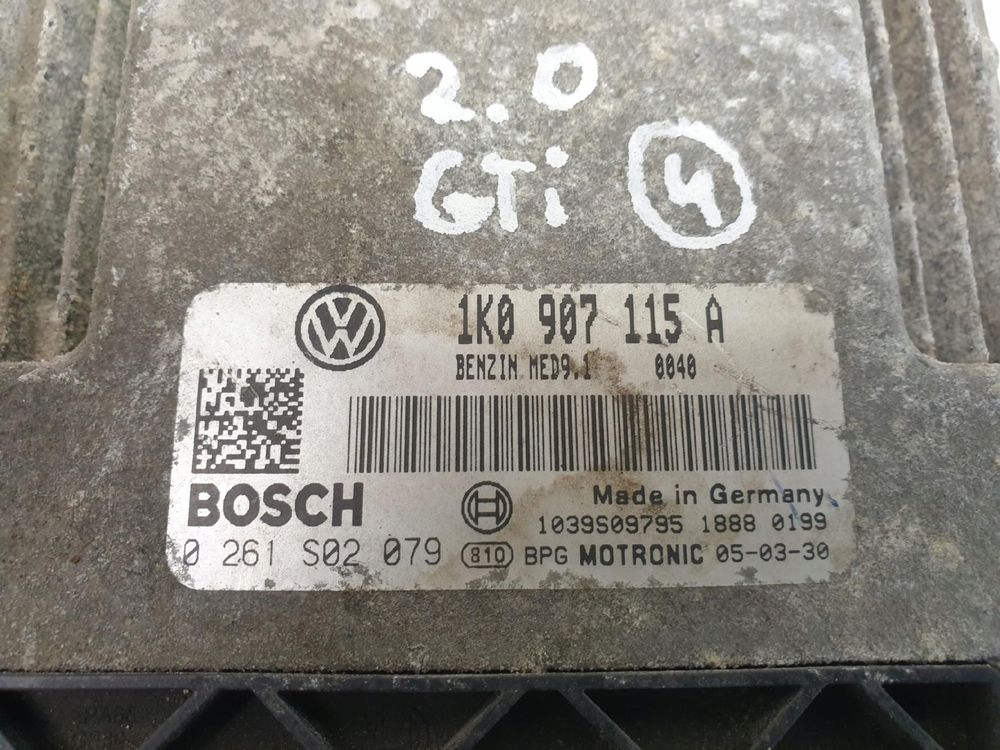 2.0
GTi 4
1K0 907 115 A
BENZIN MED9.1 0040
BOSCH
Made in Germany
1039S09795 1888 0199
0 261 S02 079 810 BPG MOTRONIC 05-03-30